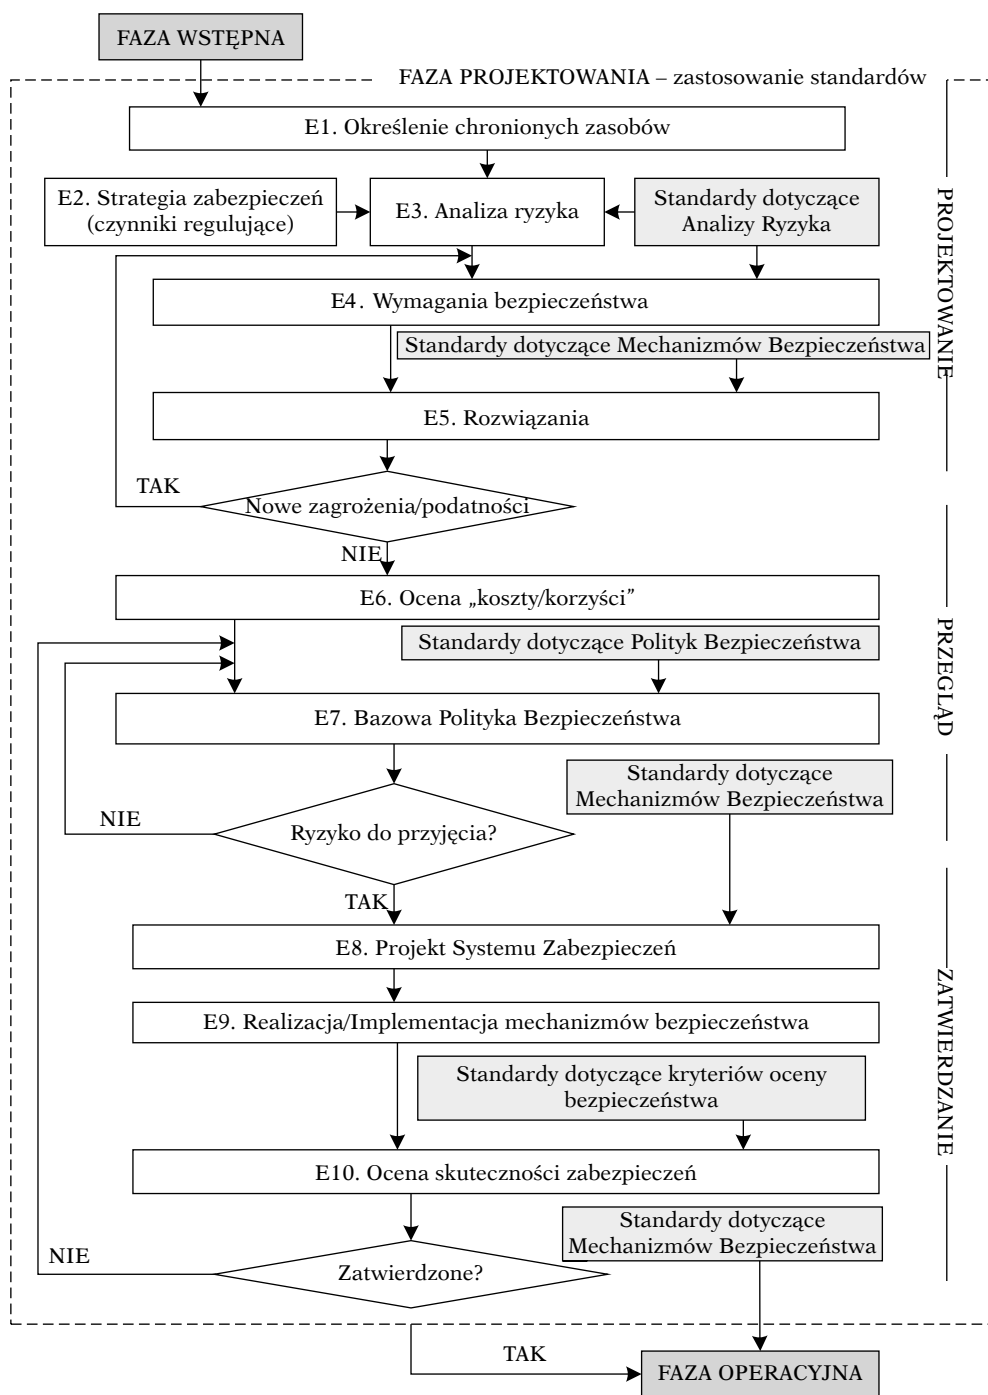 FAZA WSTĘPNA
FAZA PROJEKTOWANIA – zastosowanie standardów
E1. Określenie chronionych zasobów
E2. Strategia zabezpieczeń
(czynniki regulujące)
E3. Analiza ryzyka
Standardy dotyczące
Analizy Ryzyka
PROJEKTOWANIE
E4. Wymagania bezpieczeństwa
Standardy dotyczące Mechanizmów Bezpieczeństwa
E5. Rozwiązania
TAK
Nowe zagrożenia/podatności
NIE
E6. Ocena „koszty/korzyści”
Standardy dotyczące Polityk Bezpieczeństwa
PRZEGLĄD
E7. Bazowa Polityka Bezpieczeństwa
Standardy dotyczące
Mechanizmów Bezpieczeństwa
NIE
Ryzyko do przyjęcia?
TAK
E8. Projekt Systemu Zabezpieczeń
E9. Realizacja/Implementacja mechanizmów bezpieczeństwa
ZATWIERDZANIE
Standardy dotyczące kryteriów oceny
bezpieczeństwa
E10. Ocena skuteczności zabezpieczeń
Standardy dotyczące
Mechanizmów Bezpieczeństwa
NIE
Zatwierdzone?
TAK
FAZA OPERACYJNA